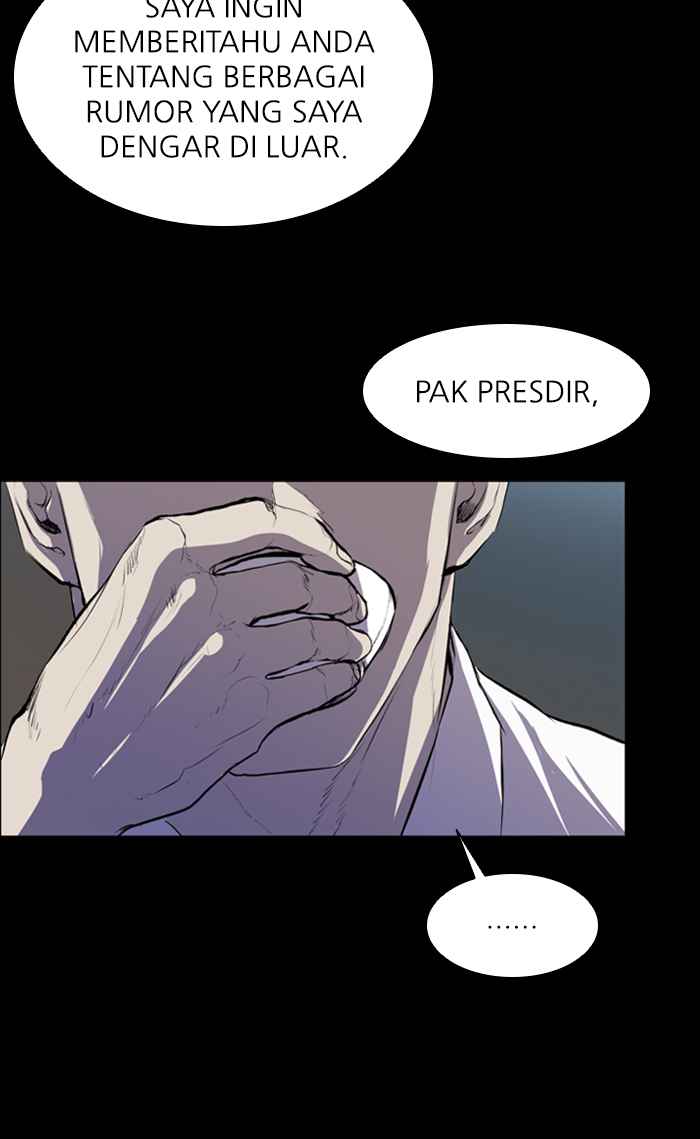 SAYA INGIN
MEMBERITAHU ANDA
TENTANG BERBAGAI
RUMOR YANG SAYA
DENGAR DI LUAR.
PAK PRESDIR,
......